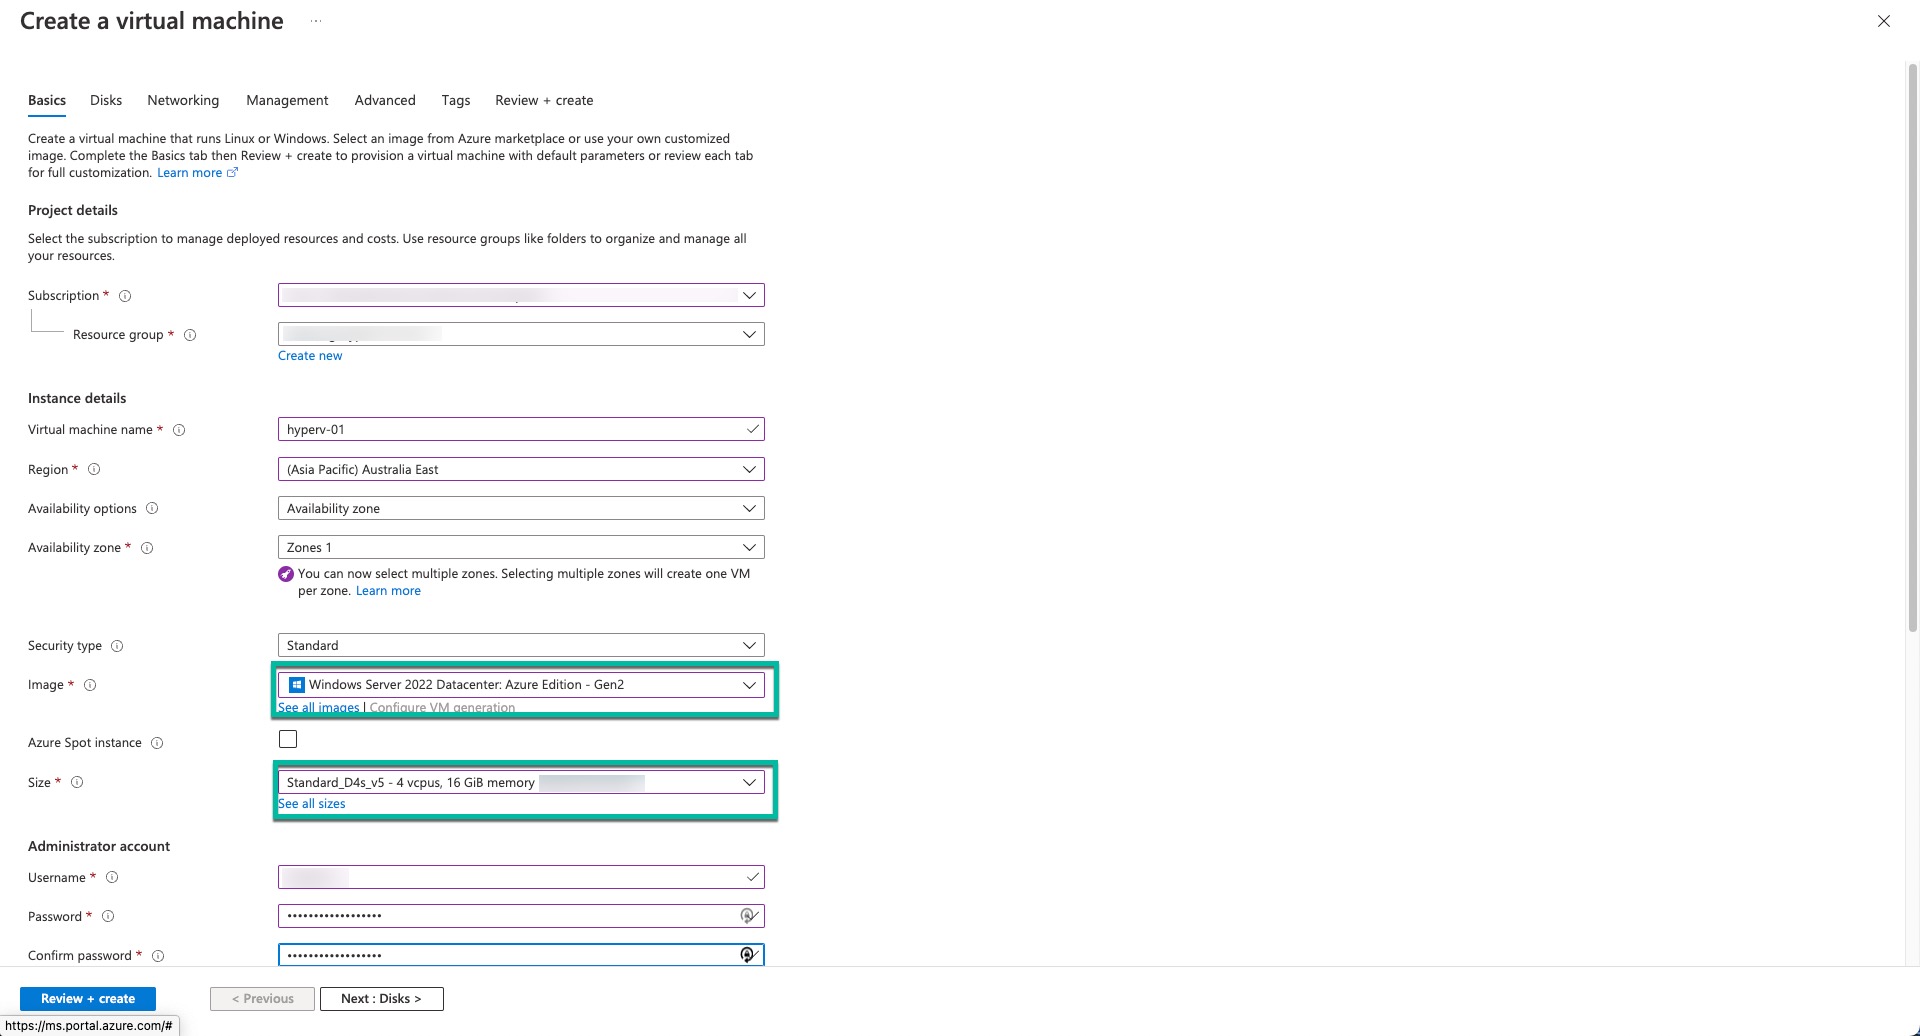 Create a virtual machine ...
Basics Disks Networking Management Advanced Tags Review + create
Create a virtual machine that runs Linux or Windows. Select an image from Azure marketplace or use your own customized
image. Complete the Basics tab then Review + create to provision a virtual machine with default parameters or review each tab
for full customization. Learn more
Project details
Select the subscription to manage deployed resources and costs. Use resource groups like folders to organize and manage all
your resources.
Subscription *
Resource group *
Create new
Instance details
Virtual machine name * hyperv-01
Region * (Asia Pacific) Australia East
Availability options Availability zone
Availability zone * Zones 1
You can now select multiple zones. Selecting multiple zones will create one VM
per zone. Learn more
Security type Standard
Image * Windows Server 2022 Datacenter: Azure Edition - Gen2
See all images | Configure VM generation
Azure Spot instance
Size * Standard_D4s_v5 - 4 vcpus, 16 GiB memory
See all sizes
Administrator account
Username *
Password * ••••••••••••••••••
Confirm password * ••••••••••••••••••
Review + create < Previous Next : Disks >
https://ms.portal.azure.com/#